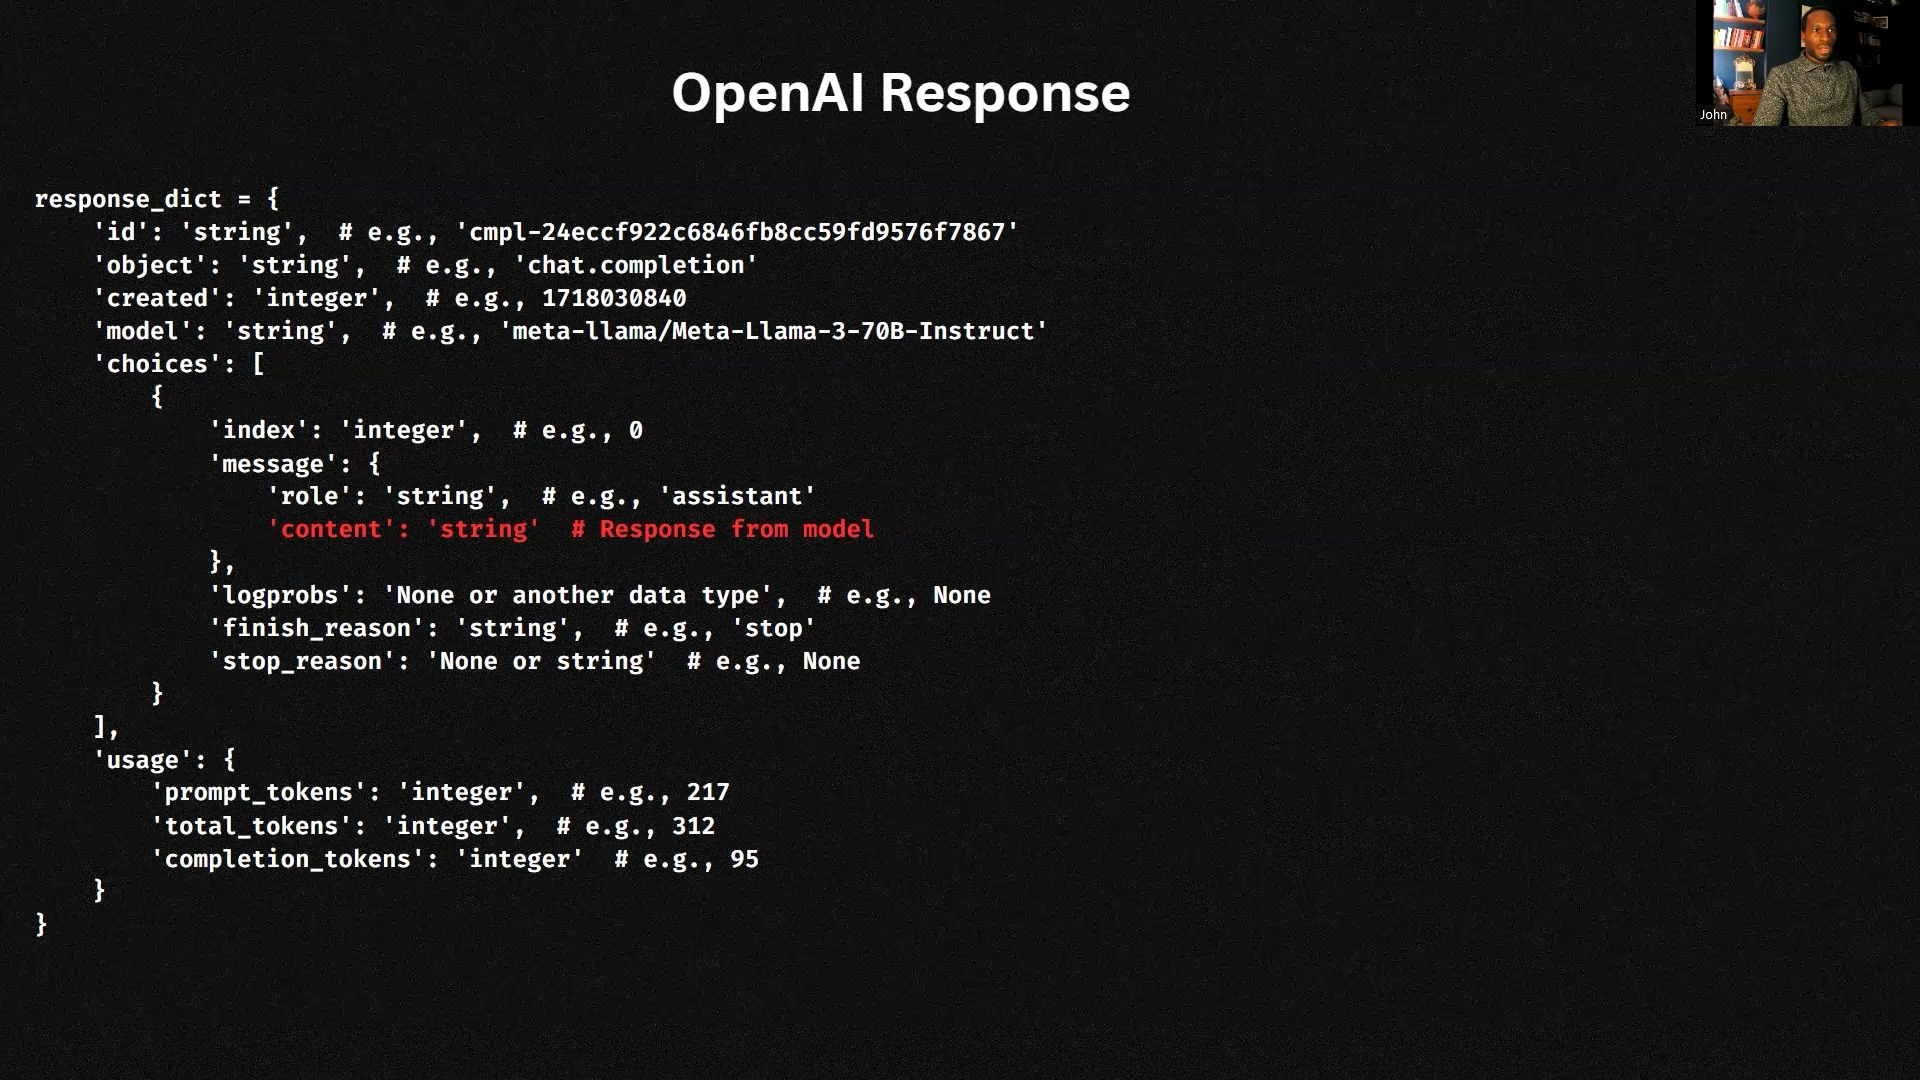 OpenAI Response
John
response_dict = {
    'id': 'string',  # e.g., 'cmpl-24eccf922c6846fb8cc59fd9576f7867'
    'object': 'string',  # e.g., 'chat.completion'
    'created': 'integer',  # e.g., 1718030840
    'model': 'string',  # e.g., 'meta-llama/Meta-Llama-3-70B-Instruct'
    'choices': [
        {
            'index': 'integer',  # e.g., 0
            'message': {
                'role': 'string',  # e.g., 'assistant'
                'content': 'string'  # Response from model
            },
            'logprobs': 'None or another data type',  # e.g., None
            'finish_reason': 'string',  # e.g., 'stop'
            'stop_reason': 'None or string'  # e.g., None
        }
    ],
    'usage': {
        'prompt_tokens': 'integer',  # e.g., 217
        'total_tokens': 'integer',  # e.g., 312
        'completion_tokens': 'integer'  # e.g., 95
    }
}